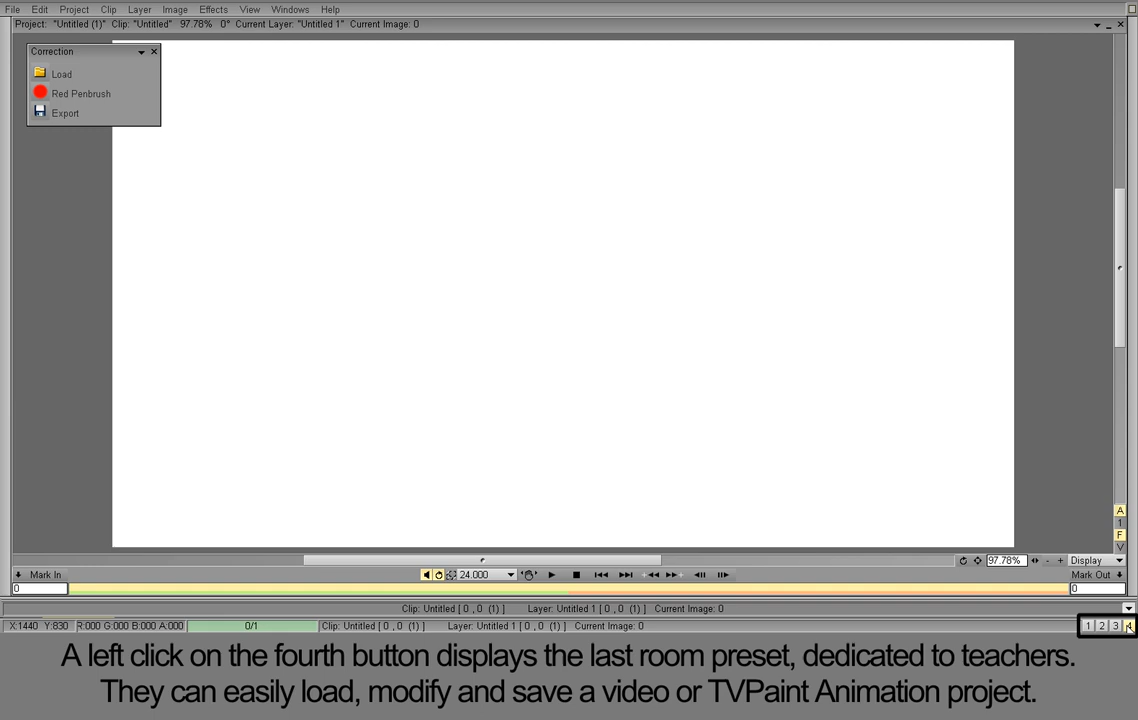 File Edit Project Clip Layer Image Effects View Windows Help
Project: "Untitled (1)" Clip: "Untitled" 97.78% 0° Current Layer: "Untitled 1" Current Image: 0
Correction
Load
Red Penbrush
Export
A
1
F
V
97.78% - + Display
Mark In 24.000 Mark Out
0 0
Clip: Untitled [ 0 , 0 (1) ] Layer: Untitled 1 [ 0 , 0 (1) ] Current Image: 0
X:1440 Y:830 R:000 G:000 B:000 A:000 0/1 Clip: Untitled [ 0 , 0 (1) ] Layer: Untitled 1 [ 0 , 0 (1) ] Current Image: 0 1 2 3 4
A left click on the fourth button displays the last room preset, dedicated to teachers.
They can easily load, modify and save a video or TVPaint Animation project.